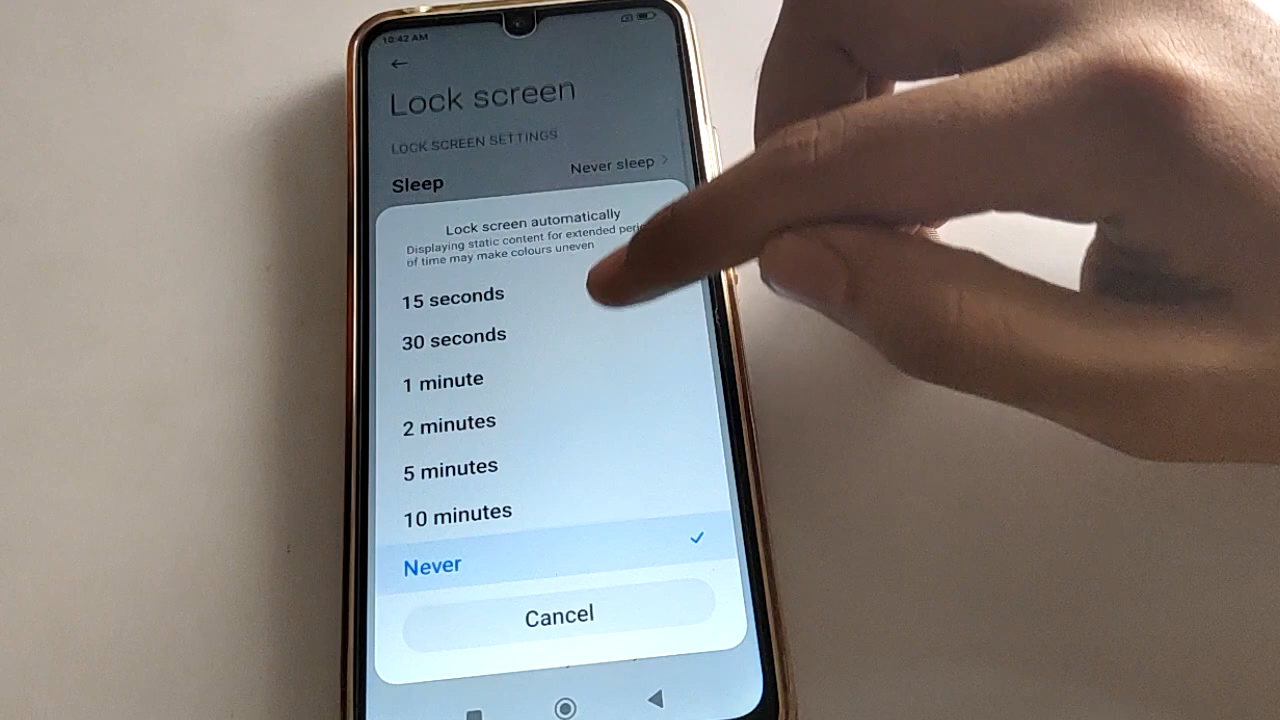 10:42 AM
Lock screen
LOCK SCREEN SETTINGS
Sleep
Never sleep
Lock screen automatically
Displaying static content for extended
of time may make colours uneven
15 seconds
30 seconds
1 minute
2 minutes
5 minutes
10 minutes
Never
Cancel